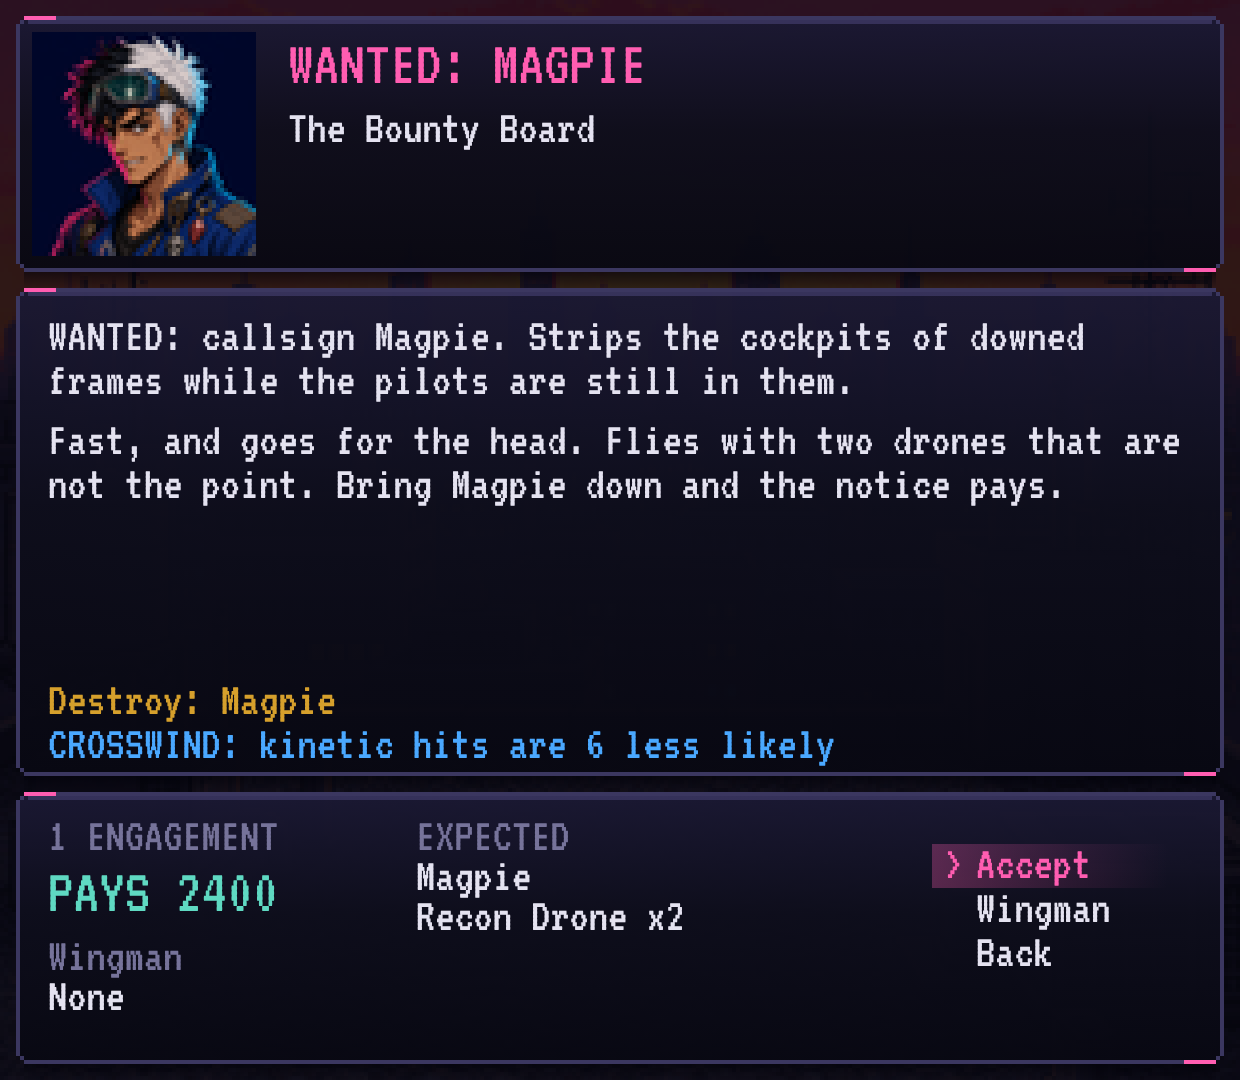 WANTED: MAGPIE
The Bounty Board
WANTED: callsign Magpie. Strips the cockpits of downed
frames while the pilots are still in them.
Fast, and goes for the head. Flies with two drones that are
not the point. Bring Magpie down and the notice pays.
Destroy: Magpie
CROSSWIND: kinetic hits are 6 less likely
1 ENGAGEMENT
PAYS 2400
Wingman
None
EXPECTED
Magpie
Recon Drone x2
> Accept
Wingman
Back